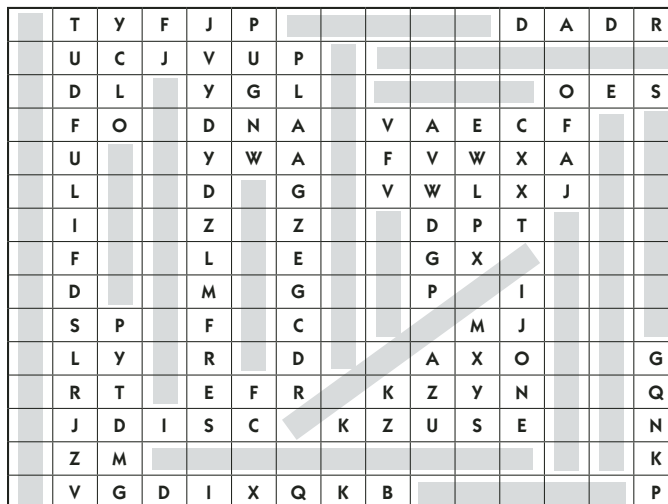 T Y F J P D A D R
U C J V U P
D L Y G L O E S
F O D N A V A E C F
U Y W A F V W X A
L D G V W L X J
I Z Z D P T
F L E G X
D M G P I
S P F C M J
L Y R D A X O G
R T E F R K Z Y N Q
J D I S C K Z U S E N
Z M K
V G D I X Q K B P